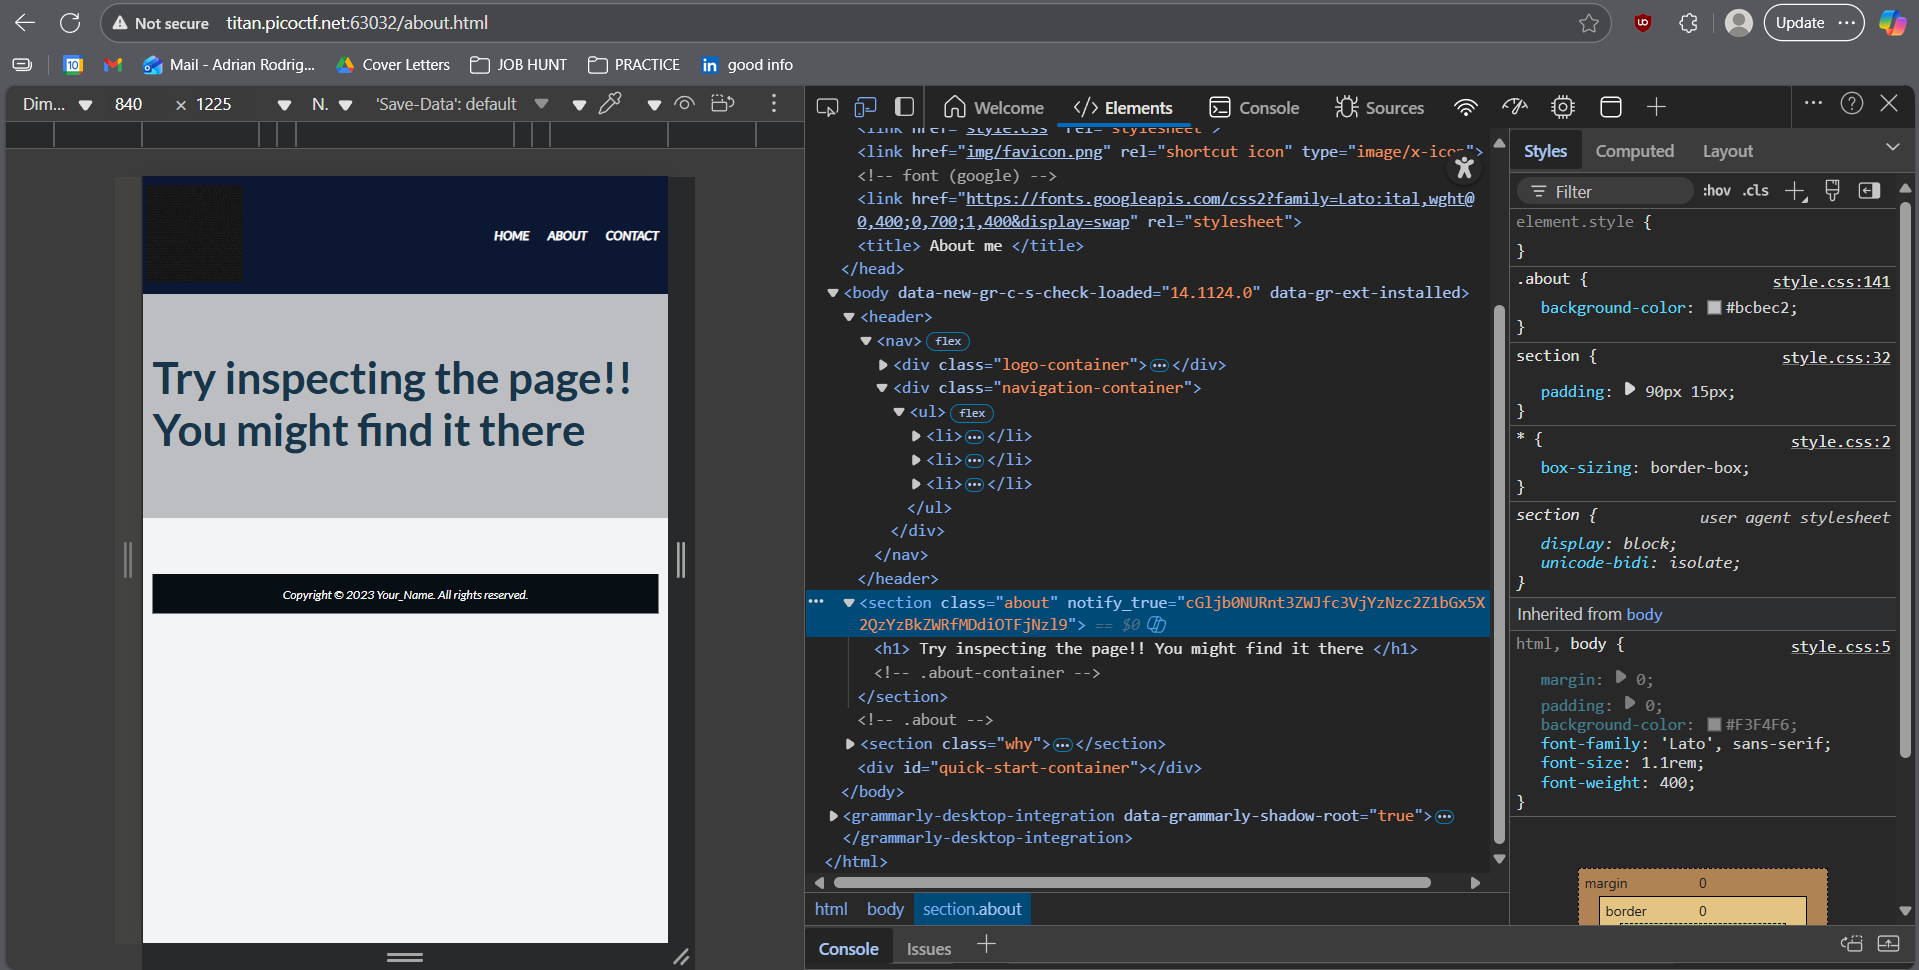 Not secure titan.picoctf.net:63032/about.html Update
10 Mail - Adrian Rodrig... Cover Letters JOB HUNT PRACTICE in good info
Dim... 840 × 1225 N. 'Save-Data': default
Welcome </> Elements Console Sources
HOME ABOUT CONTACT
Try inspecting the page!!
You might find it there
Copyright © 2023 Your_Name. All rights reserved.
<link href="style.css" rel="stylesheet">
<link href="img/favicon.png" rel="shortcut icon" type="image/x-icon">
<!-- font (google) -->
<link href="https://fonts.googleapis.com/css2?family=Lato:ital,wght@
0,400;0,700;1,400&display=swap" rel="stylesheet">
<title> About me </title>
</head>
<body data-new-gr-c-s-check-loaded="14.1124.0" data-gr-ext-installed>
<header>
<nav> flex
<div class="logo-container">…</div>
<div class="navigation-container">
<ul> flex
<li>…</li>
<li>…</li>
<li>…</li>
</ul>
</div>
</nav>
</header>
<section class="about" notify_true="cGljb0NURnt3ZWJfc3VjYzNzc2Z1bGx5X
2QzYzBkZWRfMDdiOTFjNzl9"> == $0
<h1> Try inspecting the page!! You might find it there </h1>
<!-- .about-container -->
</section>
<!-- .about -->
<section class="why">…</section>
<div id="quick-start-container"></div>
</body>
<grammarly-desktop-integration data-grammarly-shadow-root="true">…
</grammarly-desktop-integration>
</html>
html body section.about
Console Issues
Styles Computed Layout
Filter :hov .cls
element.style {
}
.about { style.css:141
background-color: #bcbec2;
}
section { style.css:32
padding: 90px 15px;
}
* { style.css:2
box-sizing: border-box;
}
section { user agent stylesheet
display: block;
unicode-bidi: isolate;
}
Inherited from body
html, body { style.css:5
margin: 0;
padding: 0;
background-color: #F3F4F6;
font-family: 'Lato', sans-serif;
font-size: 1.1rem;
font-weight: 400;
}
margin 0
border 0